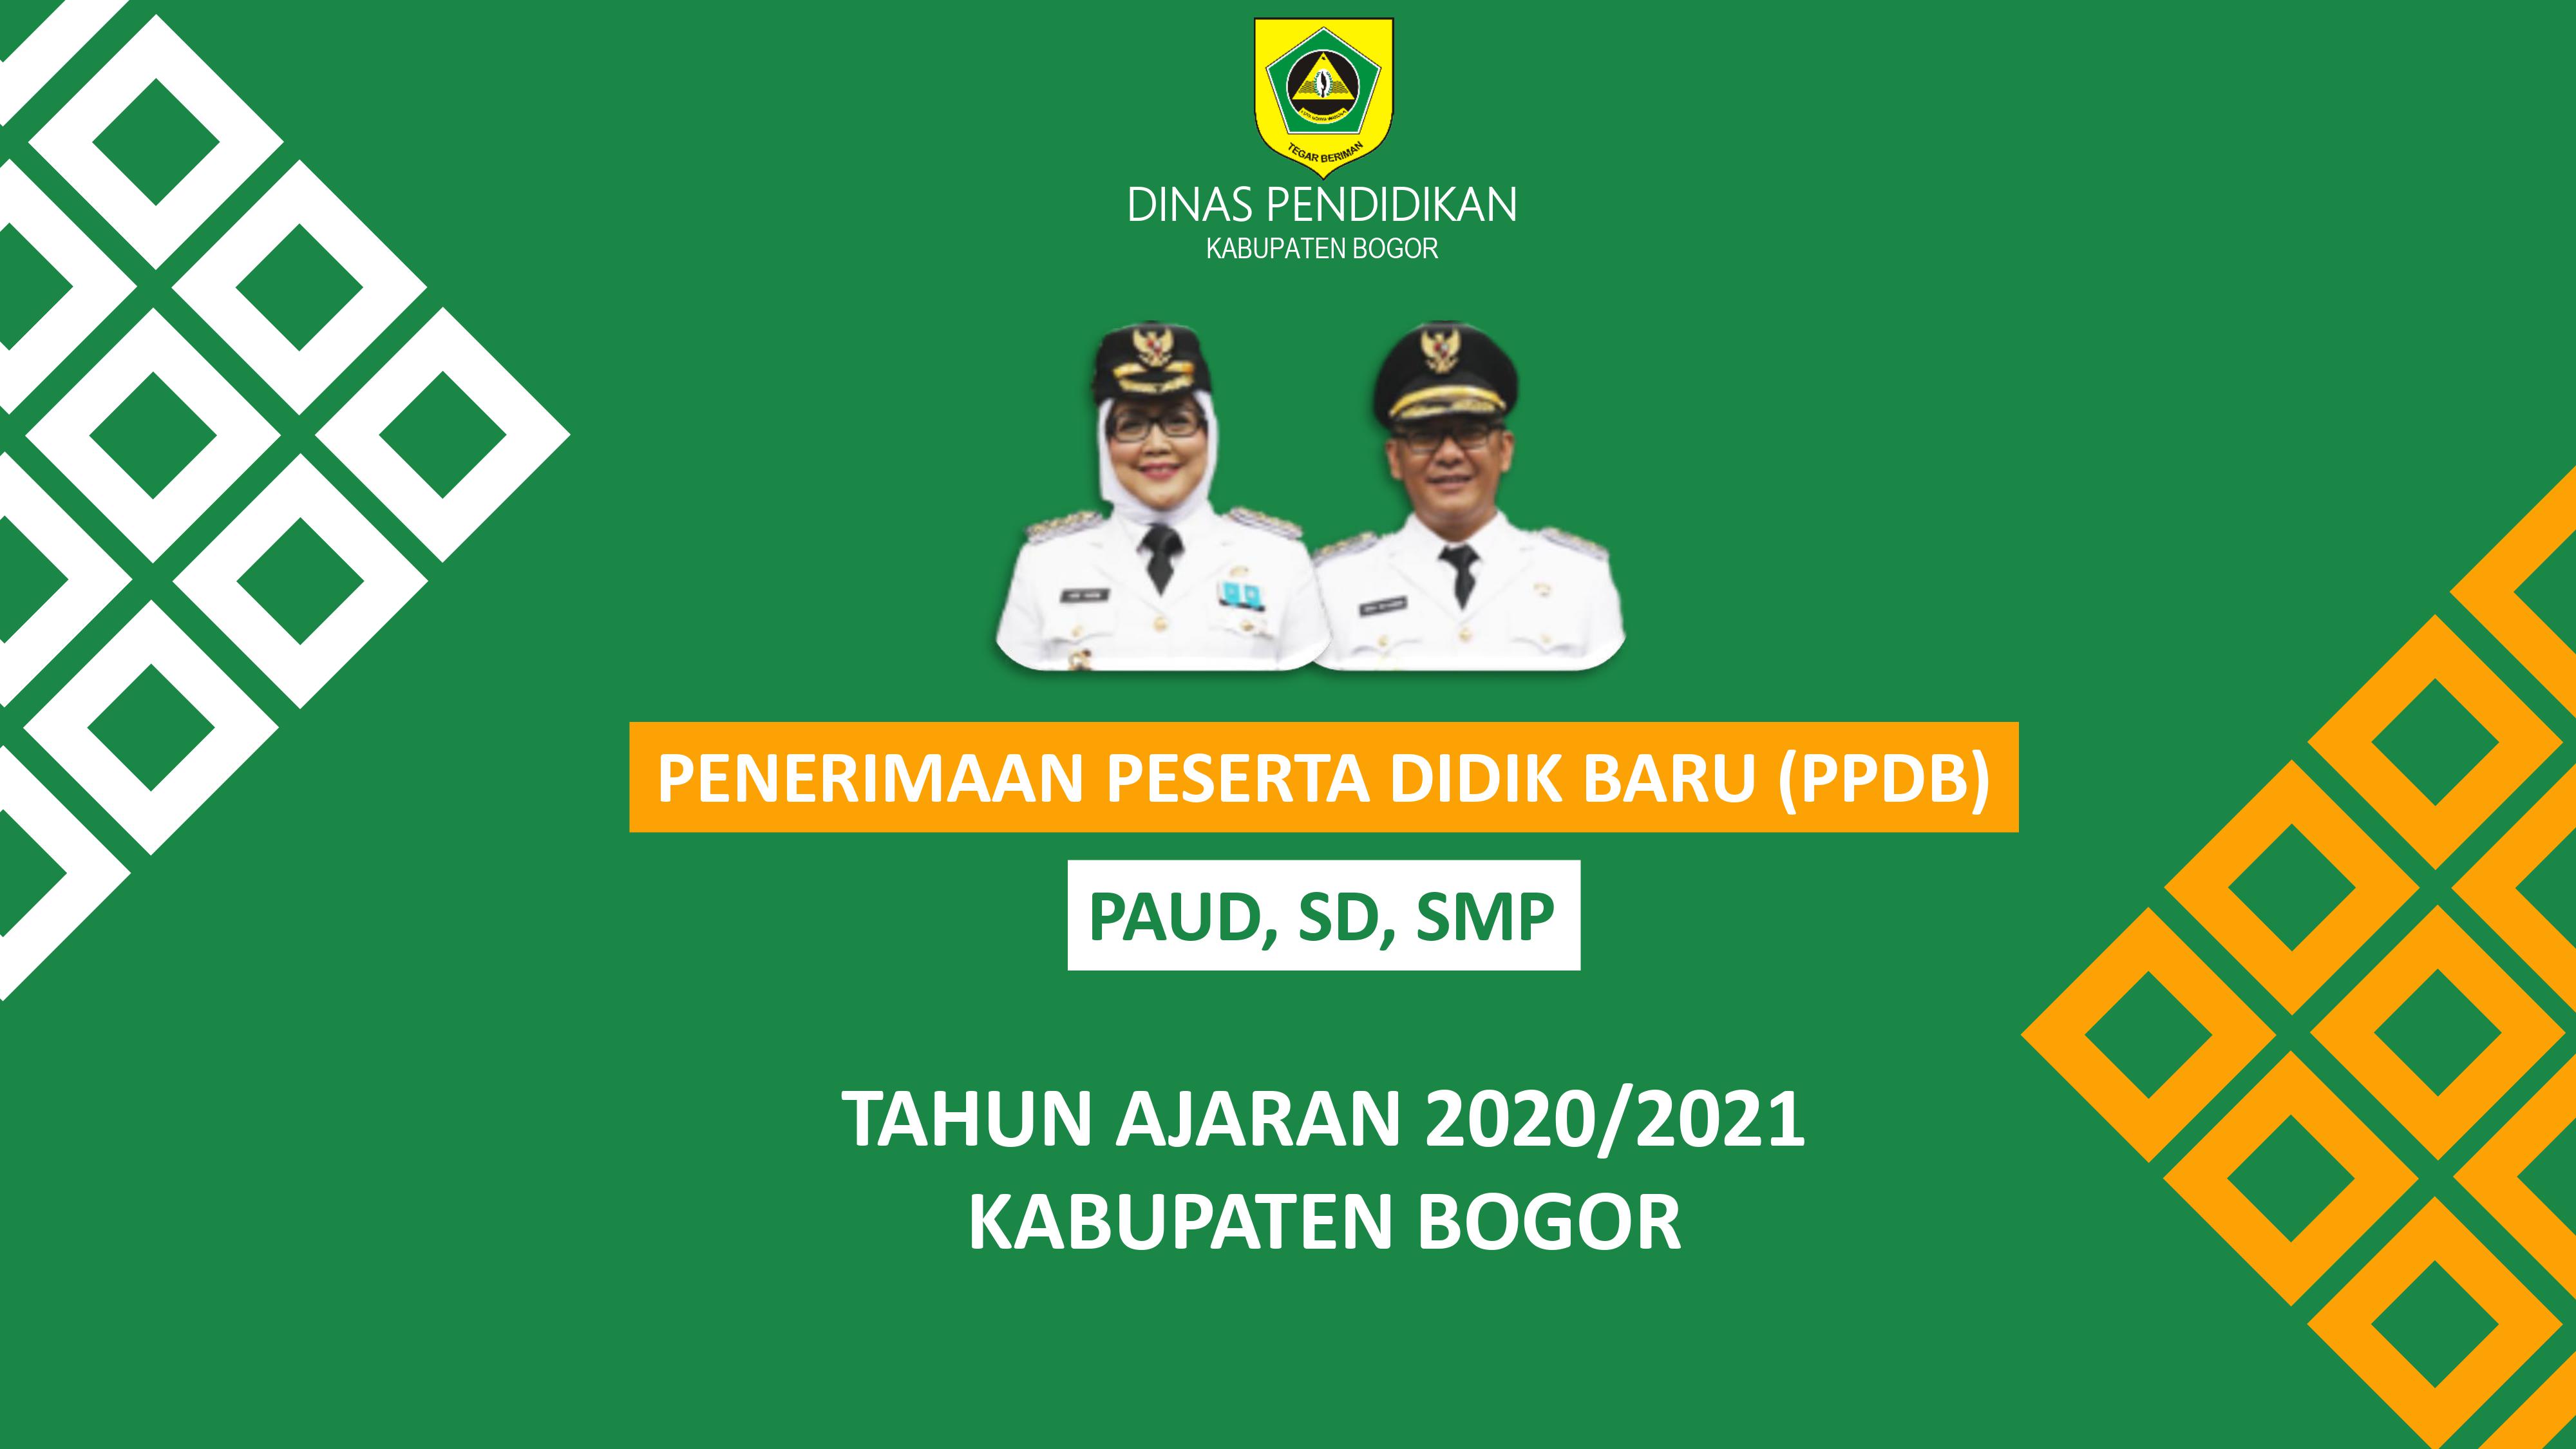 TEGAR BERIMAN
DINAS PENDIDIKAN
KABUPATEN BOGOR
PENERIMAAN PESERTA DIDIK BARU (PPDB)
PAUD, SD, SMP
TAHUN AJARAN 2020/2021
KABUPATEN BOGOR